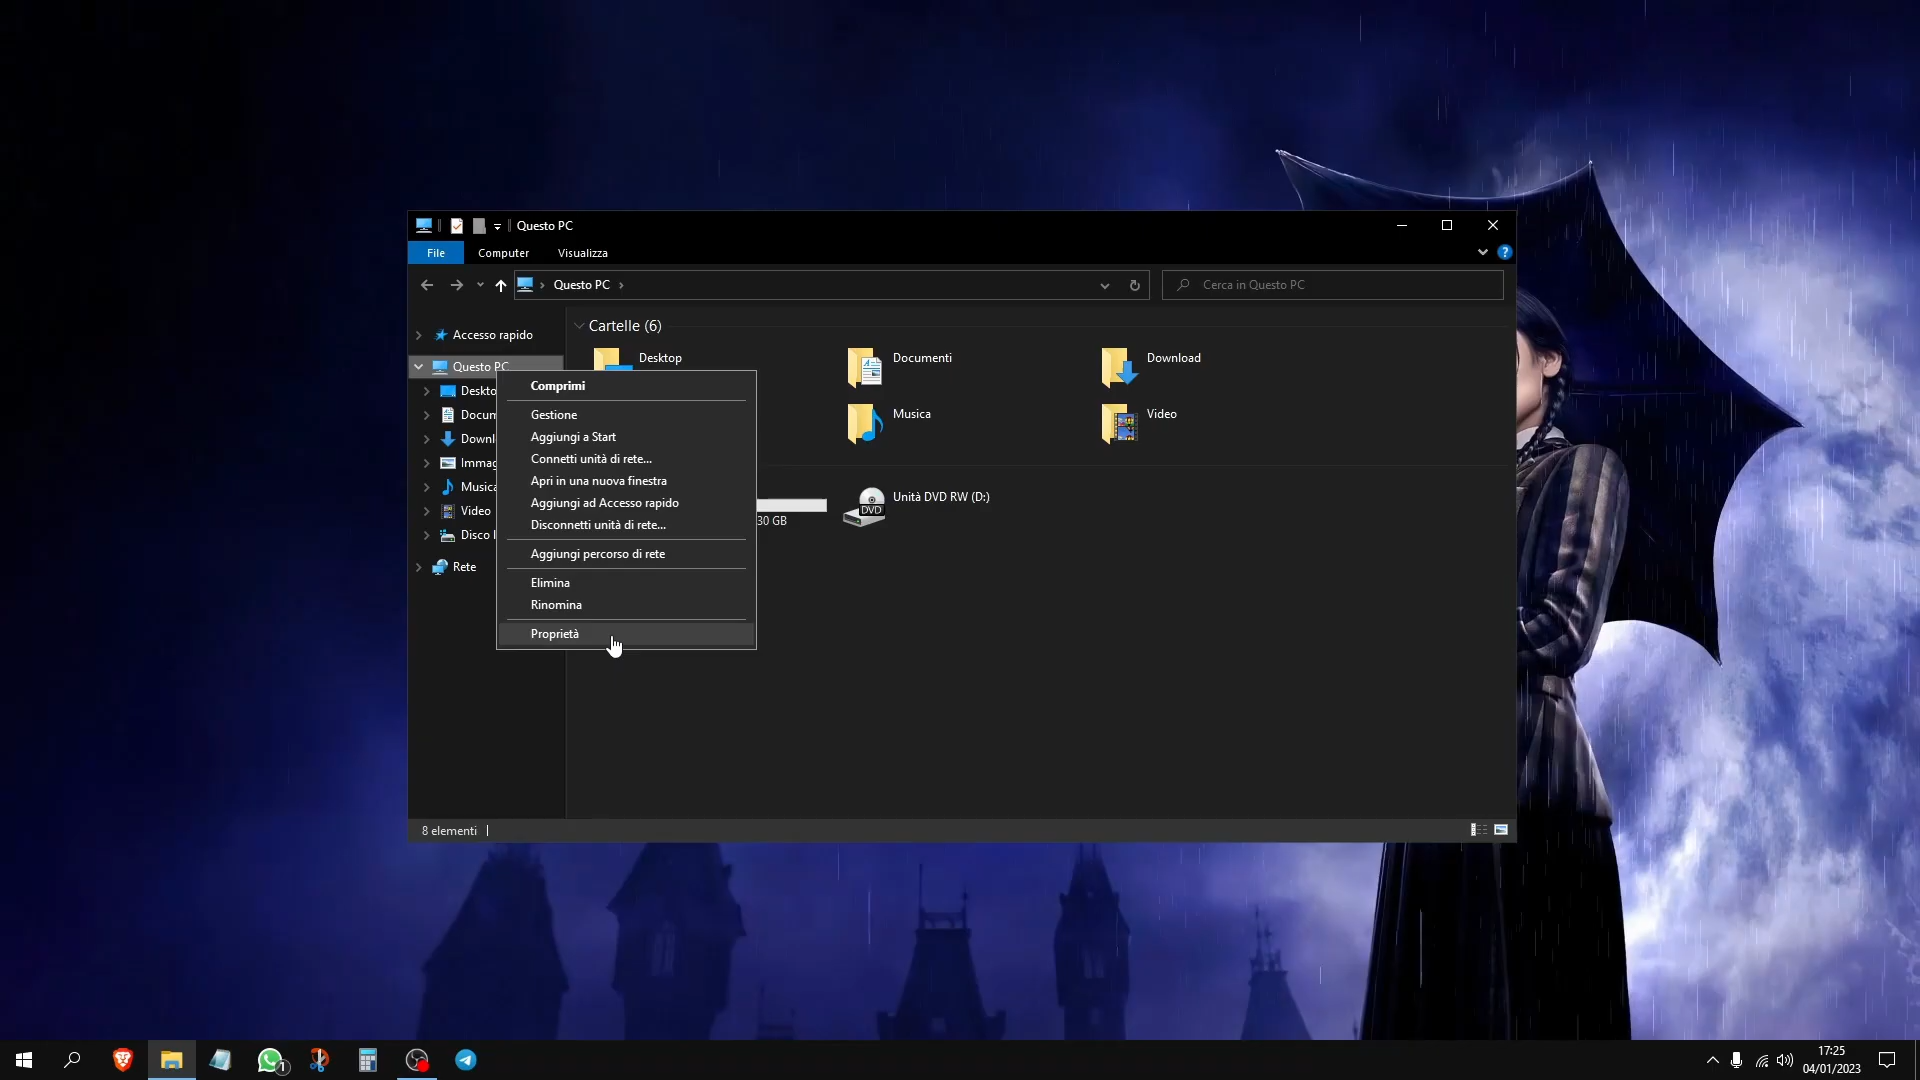 Questo PC
File Computer Visualizza
Questo PC
Cerca in Questo PC
Accesso rapido
Questo PC
Musica
Video
Disco
Rete
Cartelle (6)
Desktop
Documenti
Download
Musica
Video
30 GB
Unità DVD RW (D:)
DVD
Comprimi
Gestione
Aggiungi a Start
Connetti unità di rete...
Apri in una nuova finestra
Aggiungi ad Accesso rapido
Disconnetti unità di rete...
Aggiungi percorso di rete
Elimina
Rinomina
Proprietà
8 elementi
1
17:25
04/01/2023